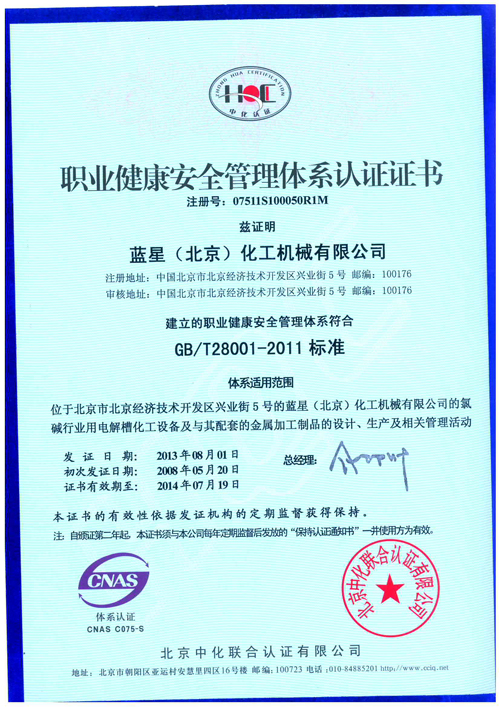 ZHONG HUA CERTIFICATION
HQC
中化认证
职业健康安全管理体系认证证书
注册号：07511S100050R1M
兹证明
蓝星（北京）化工机械有限公司
注册地址：中国北京市北京经济技术开发区兴业街5号 邮编：100176
审核地址：中国北京市北京经济技术开发区兴业街5号 邮编：100176
建立的职业健康安全管理体系符合
GB/T28001-2011 标准
体系适用范围
位于北京市北京经济技术开发区兴业街5号的蓝星（北京）化工机械有限公司的氯
碱行业用电解槽化工设备及与其配套的金属加工制品的设计、生产及相关管理活动
发证日期：2013年08月01日
总经理：
初次发证日期：2008年05月20日
证书有效期至：2014年07月19日
本证书的有效性依据发证机构的定期监督获得保持。
注：自颁证第二年起，本证书须与本公司每年定期监督后发放的“保持认证通知书”一并使用方为有效。
CNAS
体系认证
CNAS C075-S
北京中化联合认证有限公司
北京中化联合认证有限公司
地址：北京市朝阳区亚运村安慧里四区16号楼 邮编:100723 电话:010-84885201 http://www.cciq.net